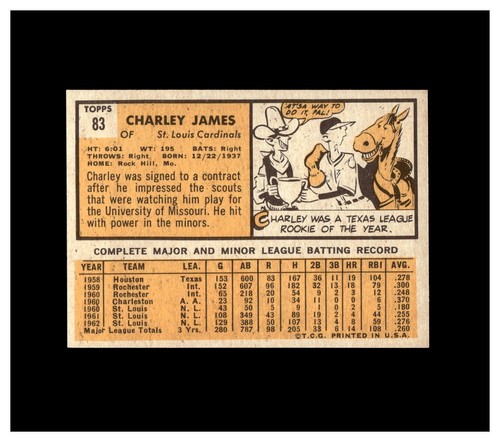 TOPPS
83
CHARLEY JAMES
OF St. Louis Cardinals
HT: 6:01 WT: 195 BATS: Right
THROWS: Right. BORN: 12/22/1937
HOME: Rock Hill, Mo.
Charley was signed to a contract
after he impressed the scouts
that were watching him play for
the University of Missouri. He hit
with power in the minors.
ATSA WAY TO
DO IT, PAL!
CHARLEY WAS A TEXAS LEAGUE
ROOKIE OF THE YEAR.
COMPLETE MAJOR AND MINOR LEAGUE BATTING RECORD
YEAR TEAM LEA. G AB R H 2B 3B HR RBI AVG.
1958 Houston Texas 153 600 83 167 36 11 19 104 .278
1959 Rochester Int. 152 607 96 182 32 13 18 79 .300
1960 Rochester Int. 65 218 20 54 9 2 3 24 .248
1960 Charleston A. A. 23 92 10 34 11 0 0 6 .370
1960 St. Louis N. L. 43 50 5 9 1 0 2 5 .180
1961 St. Louis N. L. 108 349 43 89 19 2 4 44 .255
1962 St. Louis N. L. 129 388 50 107 13 4 8 59 .276
Major League Totals 3 Yrs. 280 787 98 205 33 6 14 108 .260
©T.C.G. PRINTED IN U.S.A.